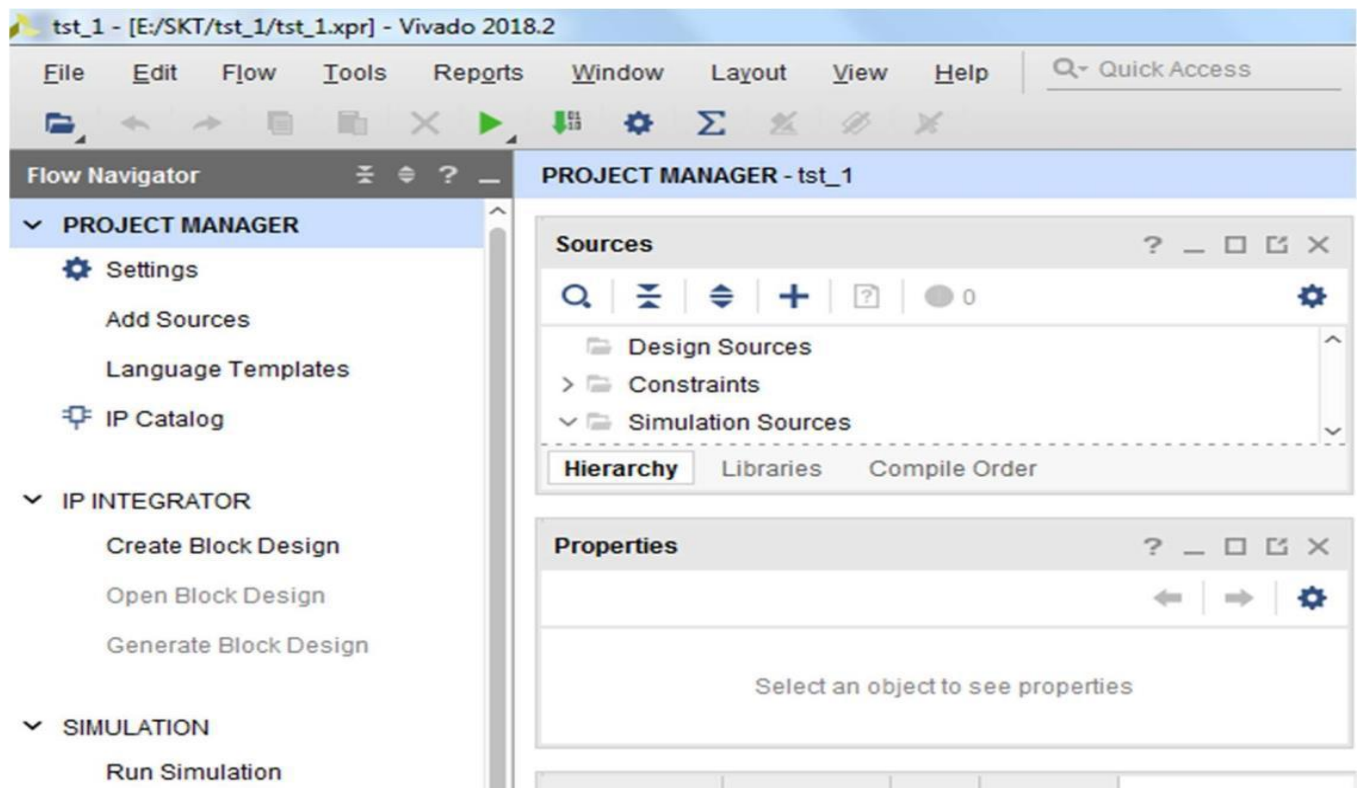 tst_1 - [E:/SKT/tst_1/tst_1.xpr] - Vivado 2018.2
File Edit Flow Tools Reports Window Layout View Help Quick Access
Flow Navigator ?
PROJECT MANAGER
Settings
Add Sources
Language Templates
IP Catalog
IP INTEGRATOR
Create Block Design
Open Block Design
Generate Block Design
SIMULATION
Run Simulation
PROJECT MANAGER - tst_1
Sources ?
? 0
Design Sources
Constraints
Simulation Sources
Hierarchy Libraries Compile Order
Properties ?
Select an object to see properties